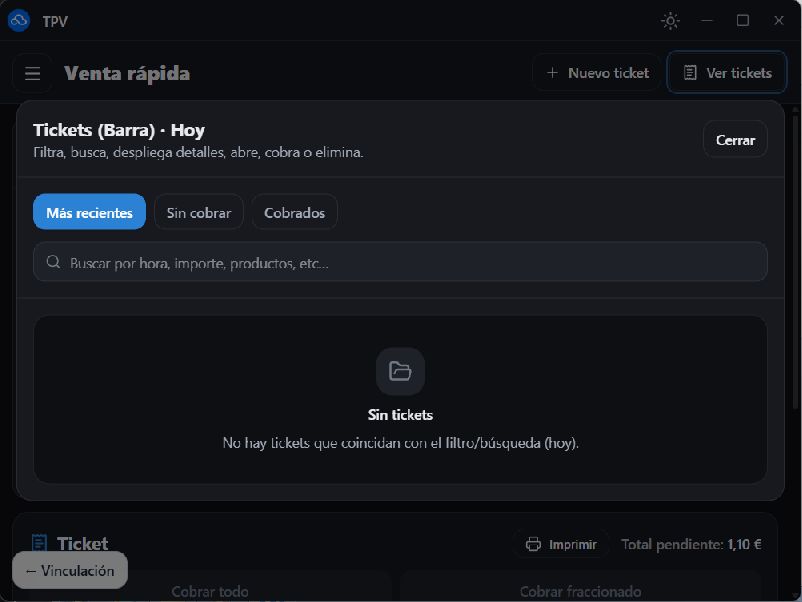 TPV
Venta rápida
Nuevo ticket
Ver tickets
Tickets (Barra) · Hoy
Filtra, busca, despliega detalles, abre, cobra o elimina.
Cerrar
Más recientes
Sin cobrar
Cobrados
Buscar por hora, importe, productos, etc...
Sin tickets
No hay tickets que coincidan con el filtro/búsqueda (hoy).
Ticket
Imprimir
Total pendiente: 1,10 €
← Vinculación
Cobrar todo
Cobrar fraccionado